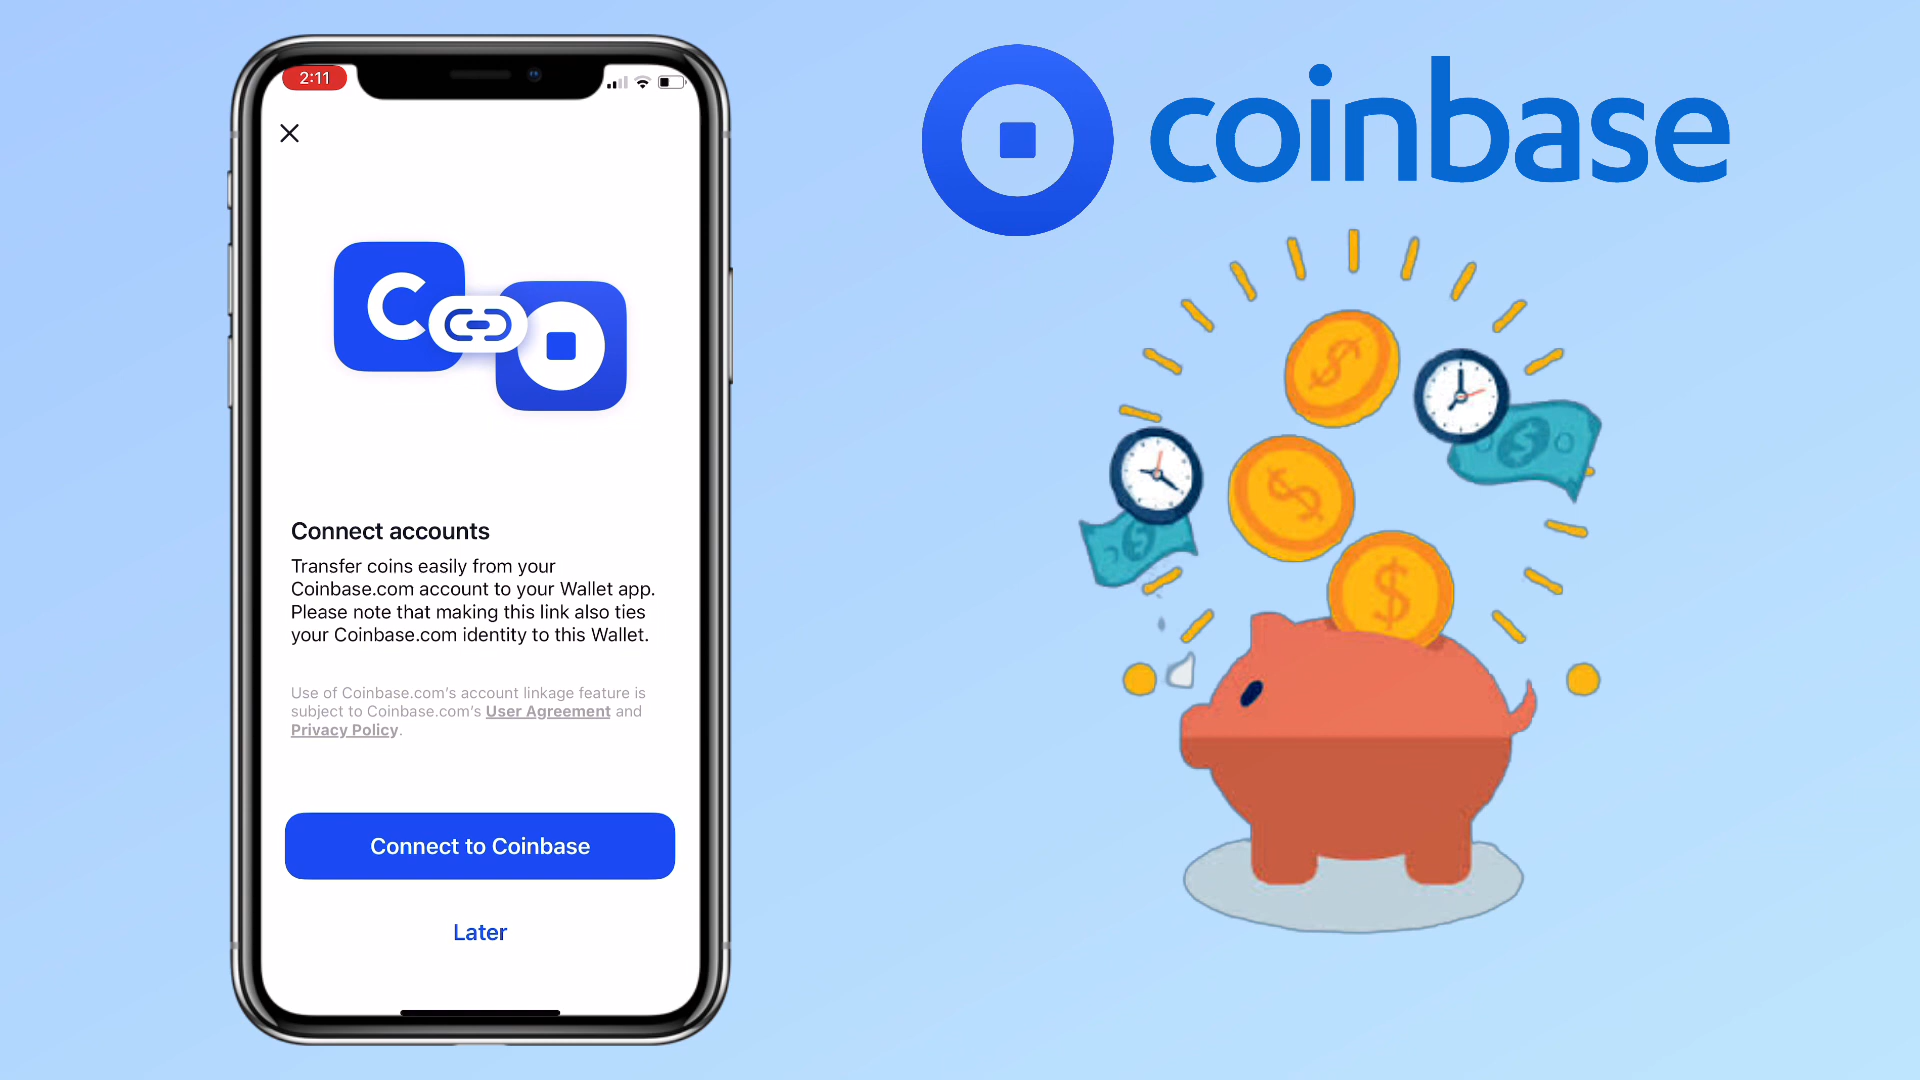 2:11
coinbase
Connect accounts
Transfer coins easily from your
Coinbase.com account to your Wallet app.
Please note that making this link also ties
your Coinbase.com identity to this Wallet.
Use of Coinbase.com’s account linkage feature is
subject to Coinbase.com’s User Agreement and
Privacy Policy.
Connect to Coinbase
Later